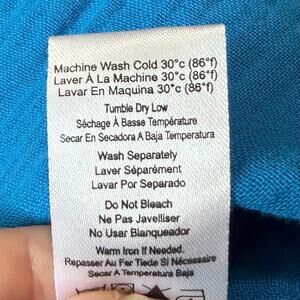 Machine Wash Cold 30°c (86°f)
Laver À La Machine 30°c (86°f)
Lavar En Maquina 30°c (86°f)
Tumble Dry Low
Séchage À Basse Température
Secar En Secadora A Baja Temperatura
Wash Separately
Laver Séparément
Lavar Por Separado
Do Not Bleach
Ne Pas Javelliser
No Usar Blanqueador
Warm Iron If Needed.
Repasser Au Fer Tiede Si Nécessaire
Secar A Temperatura Baja